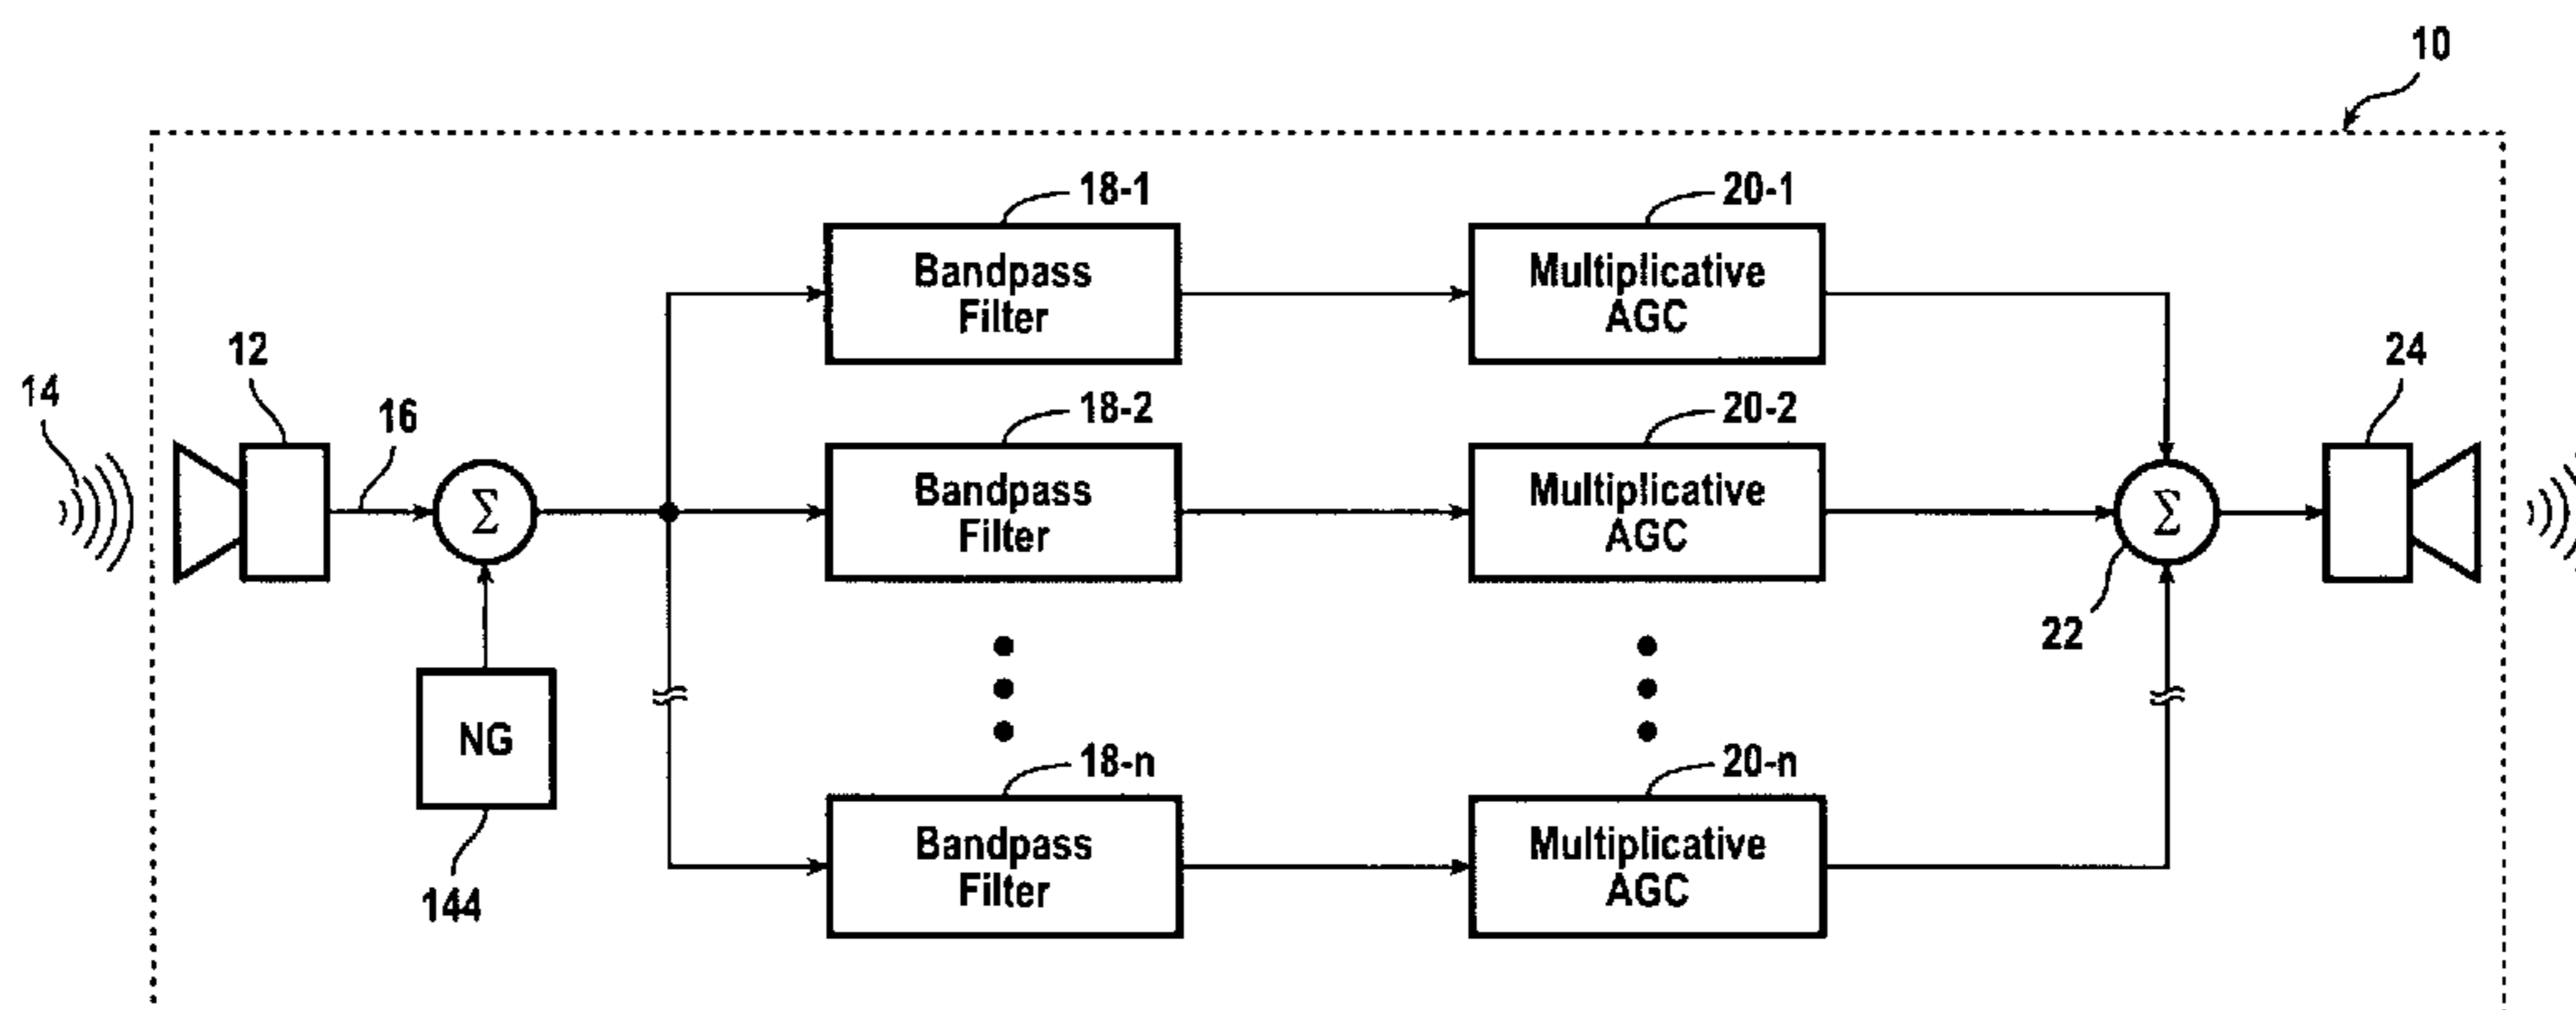 10
18-1
20-1
Bandpass
Filter
Multiplicative
AGC
12
24
14
16
18-2
20-2
Σ
Bandpass
Filter
Multiplicative
AGC
Σ
22
NG
144
18-n
20-n
Bandpass
Filter
Multiplicative
AGC